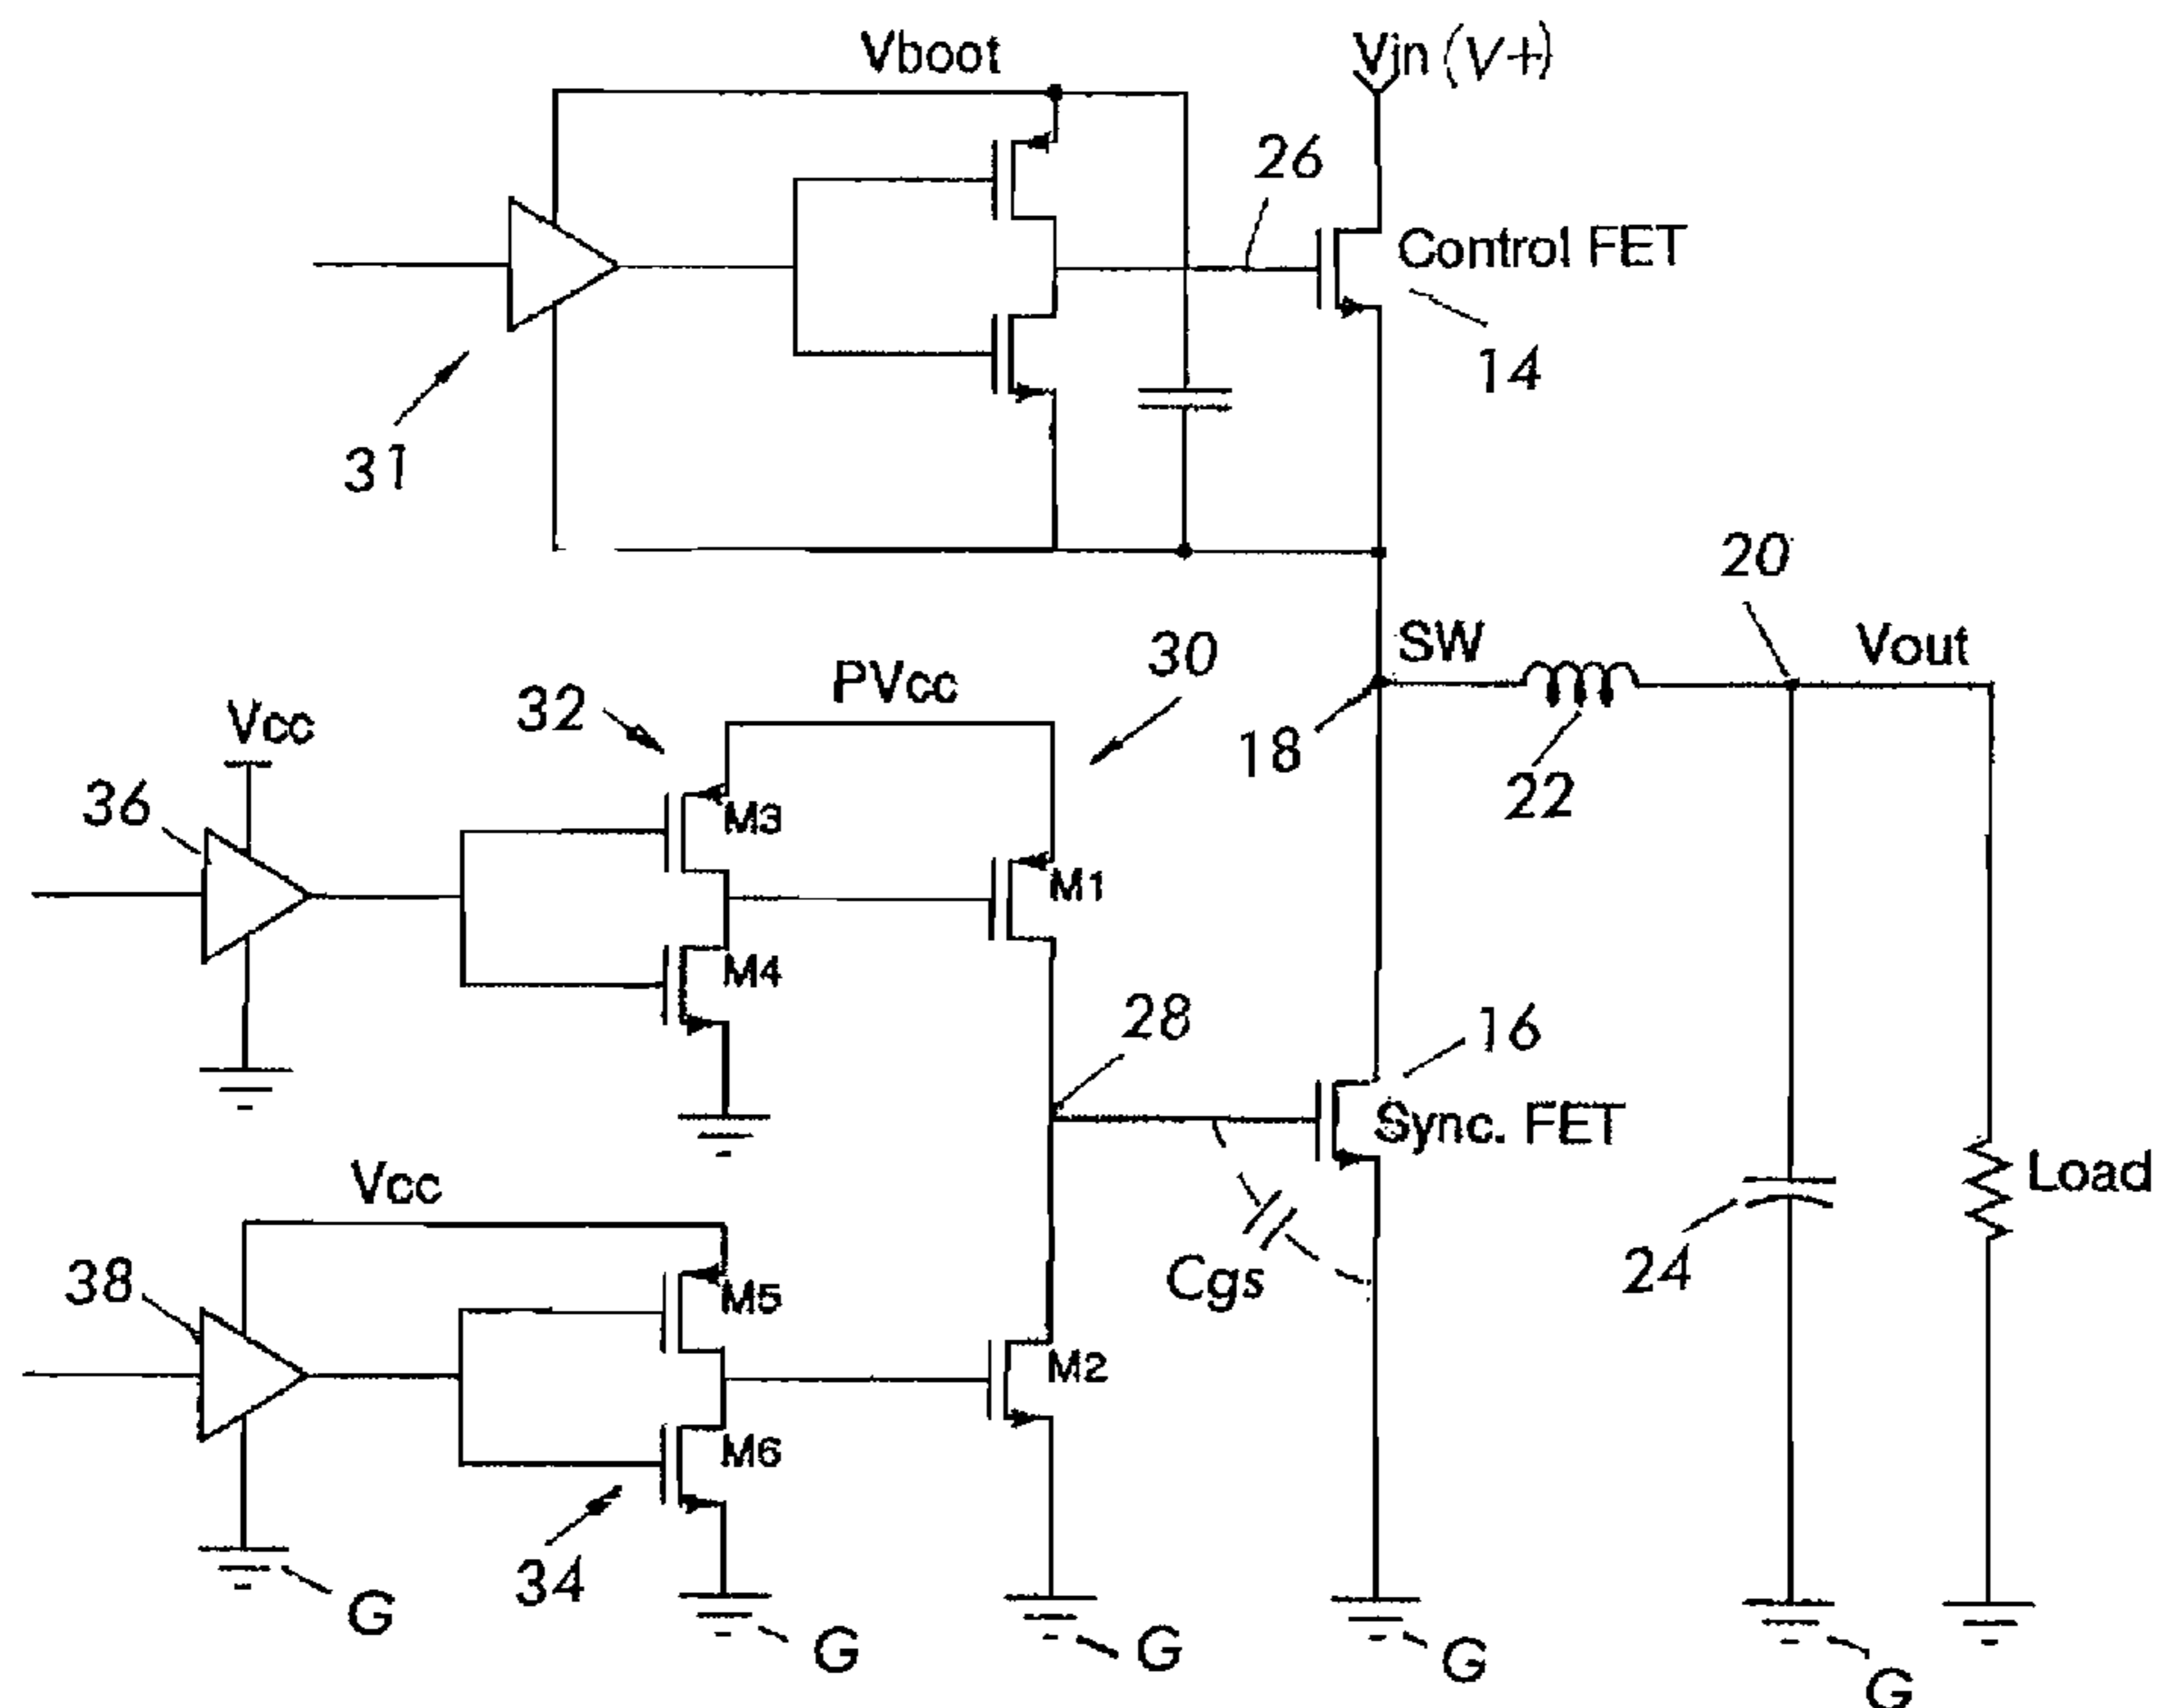 Vboot
Vin (V+)
26
Control FET
14
31
20
SW
Vout
30
PVcc
32
Vcc
18
22
36
M3
M1
M4
28
16
Sync. FET
Vcc
Load
Cgs
24
38
M5
M2
M6
34
G
G
G
G
G